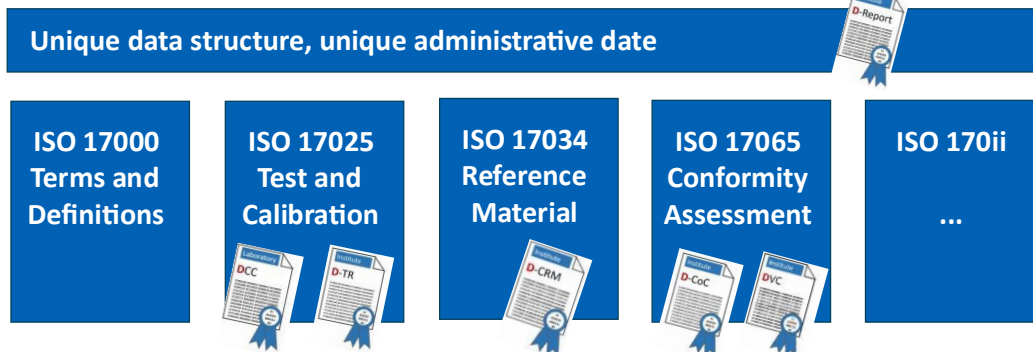 D-Report
Unique data structure, unique administrative date
ISO 17000
Terms and
Definitions
ISO 17025
Test and
Calibration
Laboratory
DCC
D-TR
ISO 17034
Reference
Material
Institute
D-CRM
ISO 17065
Conformity
Assessment
Institute
D-CoC
Institute
DVC
ISO 170ii
...